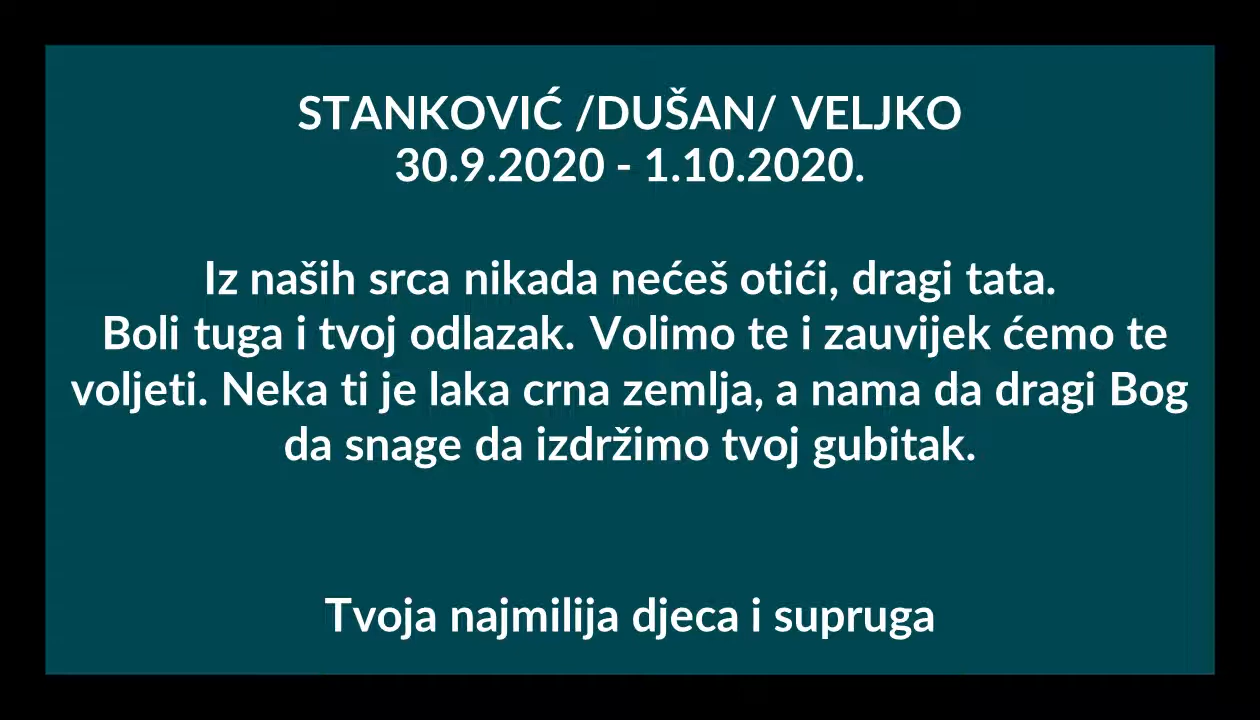 STANKOVIĆ /DUŠAN/ VELJKO
30.9.2020 - 1.10.2020.
Iz naših srca nikada nećeš otići, dragi tata.
Boli tuga i tvoj odlazak. Volimo te i zauvijek ćemo te
voljeti. Neka ti je laka crna zemlja, a nama da dragi Bog
da snage da izdržimo tvoj gubitak.
Tvoja najmilija djeca i supruga